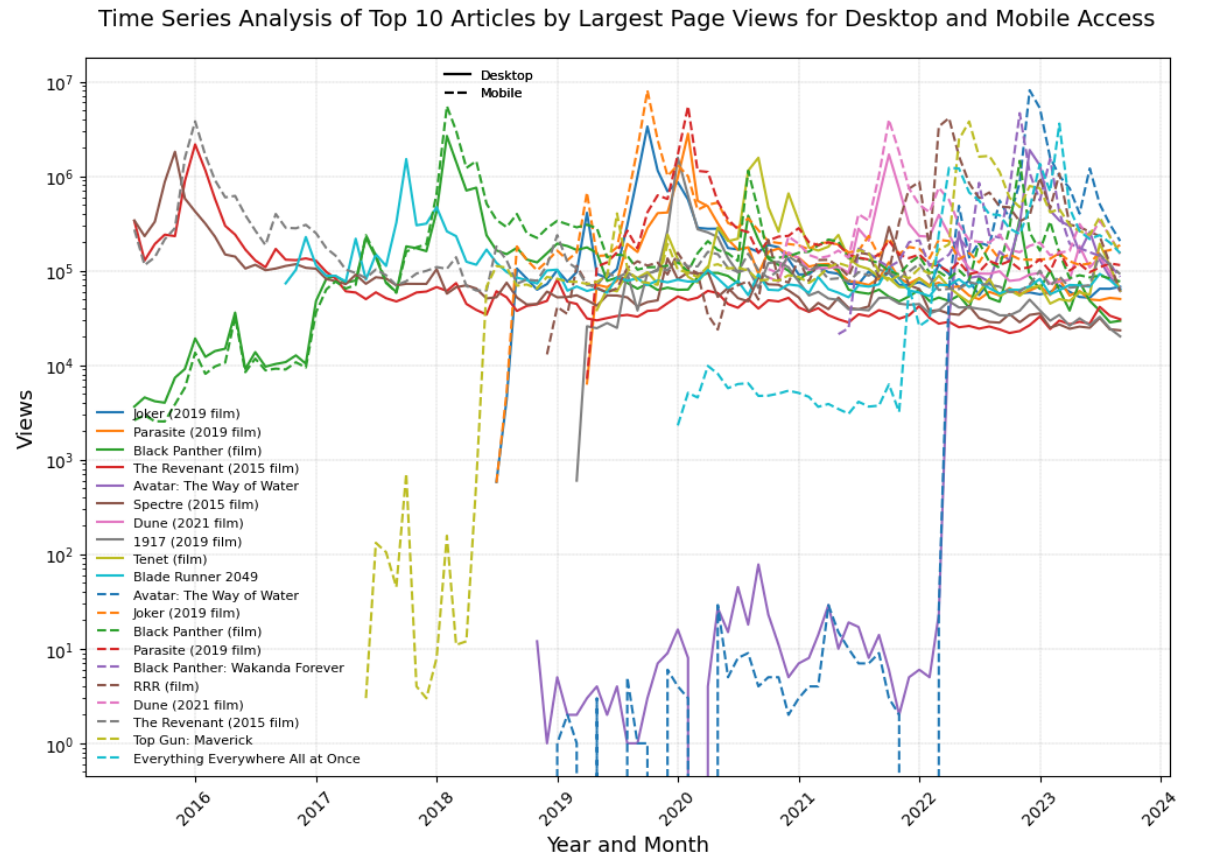 Time Series Analysis of Top 10 Articles by Largest Page Views for Desktop and Mobile Access
Desktop
Mobile
10⁷
10⁶
10⁵
10⁴
10³
10²
10¹
10⁰
Views
Joker (2019 film)
Parasite (2019 film)
Black Panther (film)
The Revenant (2015 film)
Avatar: The Way of Water
Spectre (2015 film)
Dune (2021 film)
1917 (2019 film)
Tenet (film)
Blade Runner 2049
Avatar: The Way of Water
Joker (2019 film)
Black Panther (film)
Parasite (2019 film)
Black Panther: Wakanda Forever
RRR (film)
Dune (2021 film)
The Revenant (2015 film)
Top Gun: Maverick
Everything Everywhere All at Once
2016
2017
2018
2019
2020
2021
2022
2023
2024
Year and Month